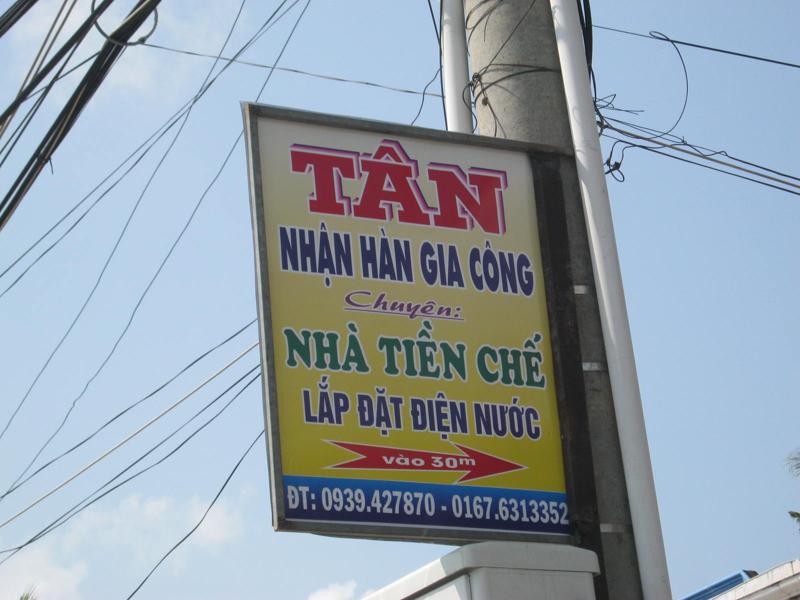 TÂN
NHẬN HÀN GIA CÔNG
Chuyên:
NHÀ TIỀN CHẾ
LẮP ĐẶT ĐIỆN NƯỚC
vào 30m
ĐT: 0939.427870 - 0167.6313352